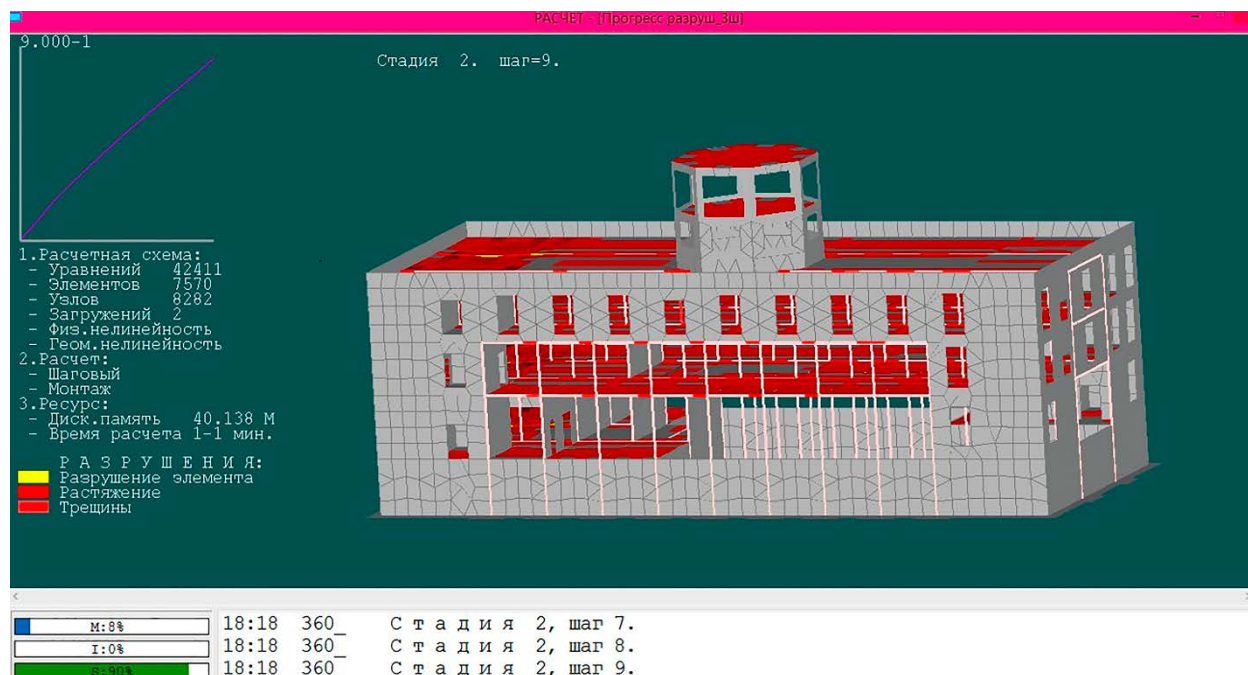 РАСЧЕТ - [Прогресс разруш_3ш]
9.000-1
Стадия 2. шаг=9.
1.Расчетная схема:
- Уравнений 42411
- Элементов 7570
- Узлов 8282
- Загружений 2
- Физ.нелинейность
- Геом.нелинейность
2.Расчет:
- Шаговый
- Монтаж
3.Ресурс:
- Диск.память 40.138 М
- Время расчета 1-1 мин.
Р А З Р У Ш Е Н И Я:
Разрушение элемента
Растяжение
Трещины
M:8%
18:18 360_ С т а д и я 2, шаг 7.
I:0%
18:18 360_ С т а д и я 2, шаг 8.
S:90%
18:18 360 С т а д и я 2, шаг 9.